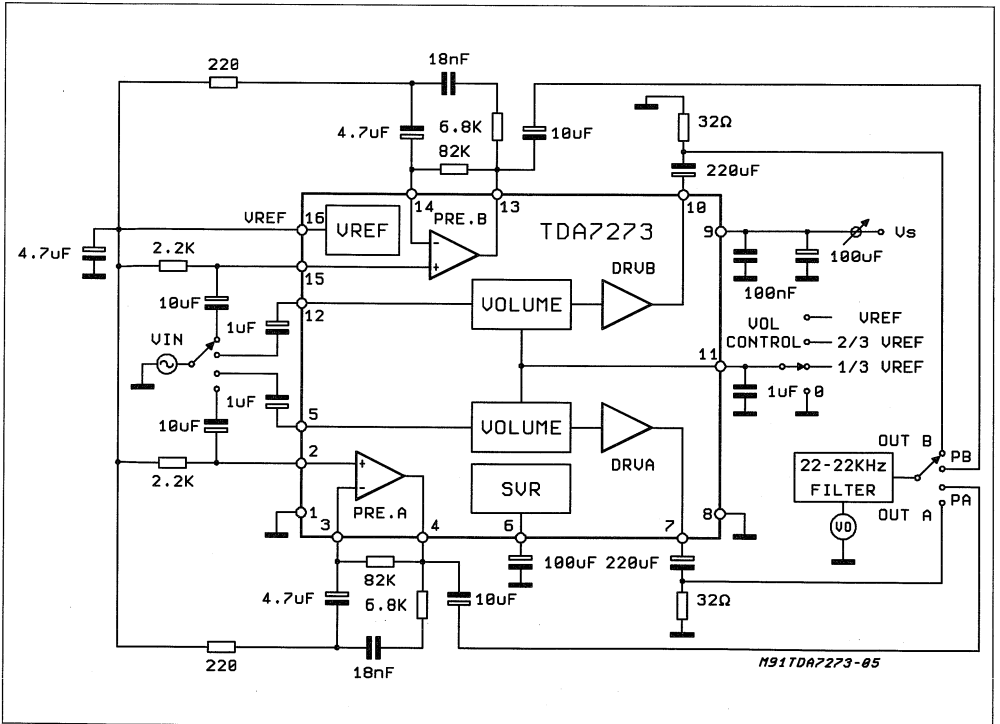 220
18nF
4.7uF
6.8K
82K
10uF
32Ω
220uF
VREF
16
VREF
14
PRE.B
13
TDA7273
10
9
Vs
4.7uF
2.2K
15
100nF
100uF
10uF
1uF
12
VOLUME
DRVB
VIN
VOL CONTROL
VREF
2/3 VREF
1/3 VREF
0
11
1uF
1uF
10uF
5
VOLUME
DRVA
2.2K
2
SVR
OUT B
PB
22-22KHz
FILTER
PA
OUT A
VO
1
PRE.A
3
4
6
7
8
82K
4.7uF
6.8K
10uF
100uF
220uF
32Ω
220
18nF
M91TDA7273-05